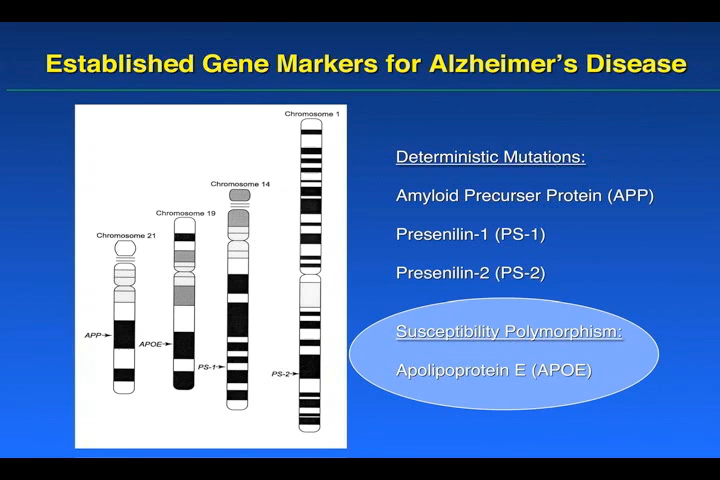 Established Gene Markers for Alzheimer's Disease
Chromosome 1
Chromosome 14
Chromosome 19
Chromosome 21
APP
APOE
PS-1
PS-2
Deterministic Mutations:
Amyloid Precurser Protein (APP)
Presenilin-1 (PS-1)
Presenilin-2 (PS-2)
Susceptibility Polymorphism:
Apolipoprotein E (APOE)